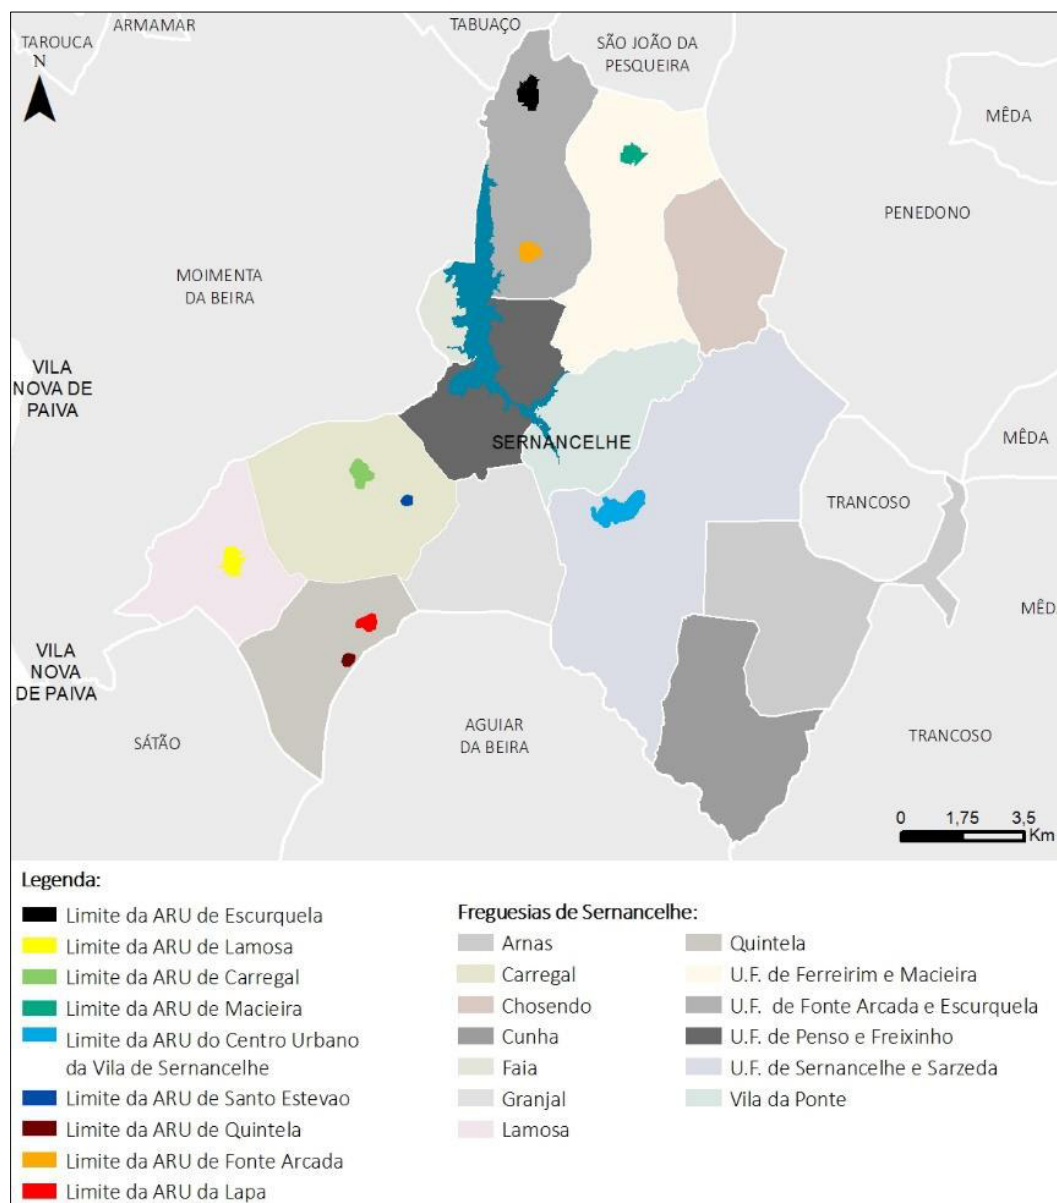 ARMAMAR
TABUAÇO
TAROUCA
SÃO JOÃO DA
PESQUEIRA
N
MÊDA
PENEDONO
MOIMENTA
DA BEIRA
VILA
NOVA DE
PAIVA
SERNANCELHE
MÊDA
TRANCOSO
MÊDA
VILA
NOVA
DE PAIVA
SÁTÃO
AGUIAR
DA BEIRA
TRANCOSO
0 1,75 3,5
Km
Legenda:
Limite da ARU de Escurquela
Limite da ARU de Lamosa
Limite da ARU de Carregal
Limite da ARU de Macieira
Limite da ARU do Centro Urbano
da Vila de Sernancelhe
Limite da ARU de Santo Estevao
Limite da ARU de Quintela
Limite da ARU de Fonte Arcada
Limite da ARU da Lapa
Freguesias de Sernancelhe:
Arnas
Carregal
Chosendo
Cunha
Faia
Granjal
Lamosa
Quintela
U.F. de Ferreirim e Macieira
U.F. de Fonte Arcada e Escurquela
U.F. de Penso e Freixinho
U.F. de Sernancelhe e Sarzeda
Vila da Ponte